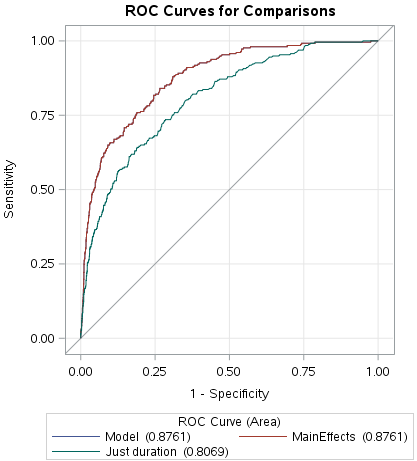 ROC Curves for Comparisons
1.00
0.75
0.50
0.25
0.00
Sensitivity
0.00 0.25 0.50 0.75 1.00
1 - Specificity
ROC Curve (Area)
Model (0.8761) MainEffects (0.8761)
Just duration (0.8069)